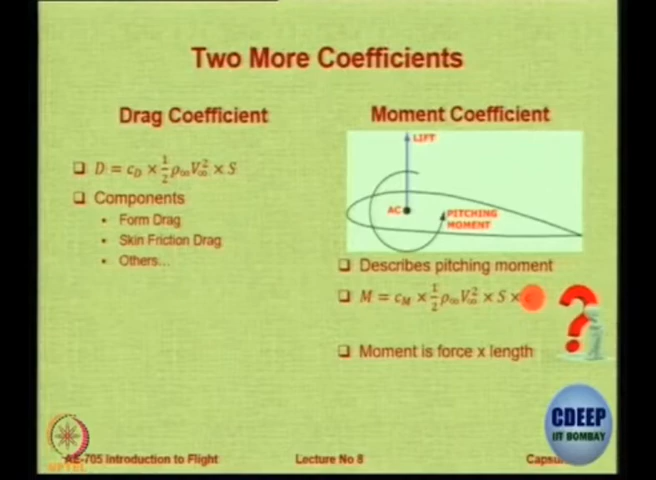 Two More Coefficients
Drag Coefficient
D = c_D × 1/2 ρ∞V∞² × S
Components
Form Drag
Skin Friction Drag
Others...
Moment Coefficient
LIFT
AC
PITCHING
MOMENT
Describes pitching moment
M = c_M × 1/2 ρ∞V∞² × S ×
?
Moment is force x length
CDEEP
IIT BOMBAY
NPTEL
AE-705 Introduction to Flight
Lecture No 8